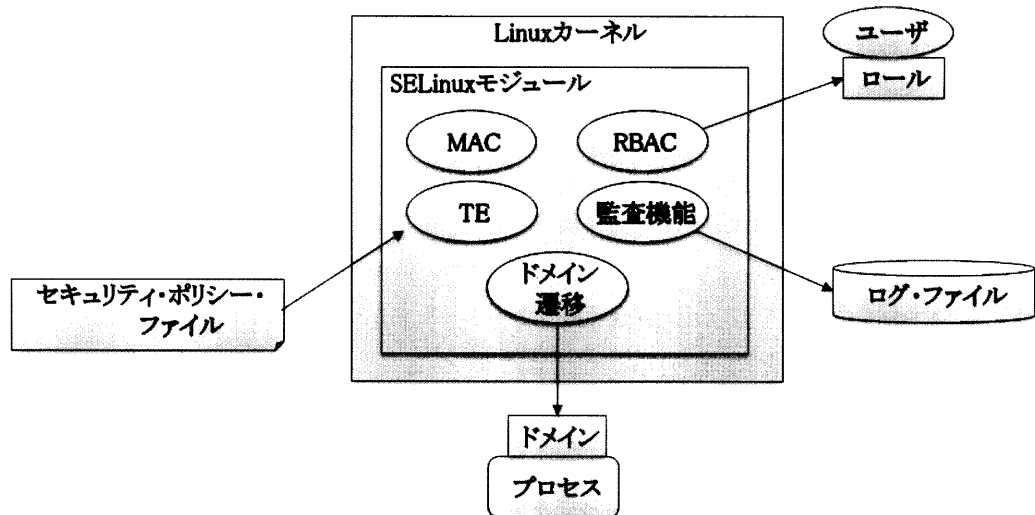 Linuxカーネル
ユーザ
ロール
SELinuxモジュール
MAC
RBAC
TE
監査機能
ドメイン
遷移
セキュリティ・ポリシー・
ファイル
ログ・ファイル
ドメイン
プロセス